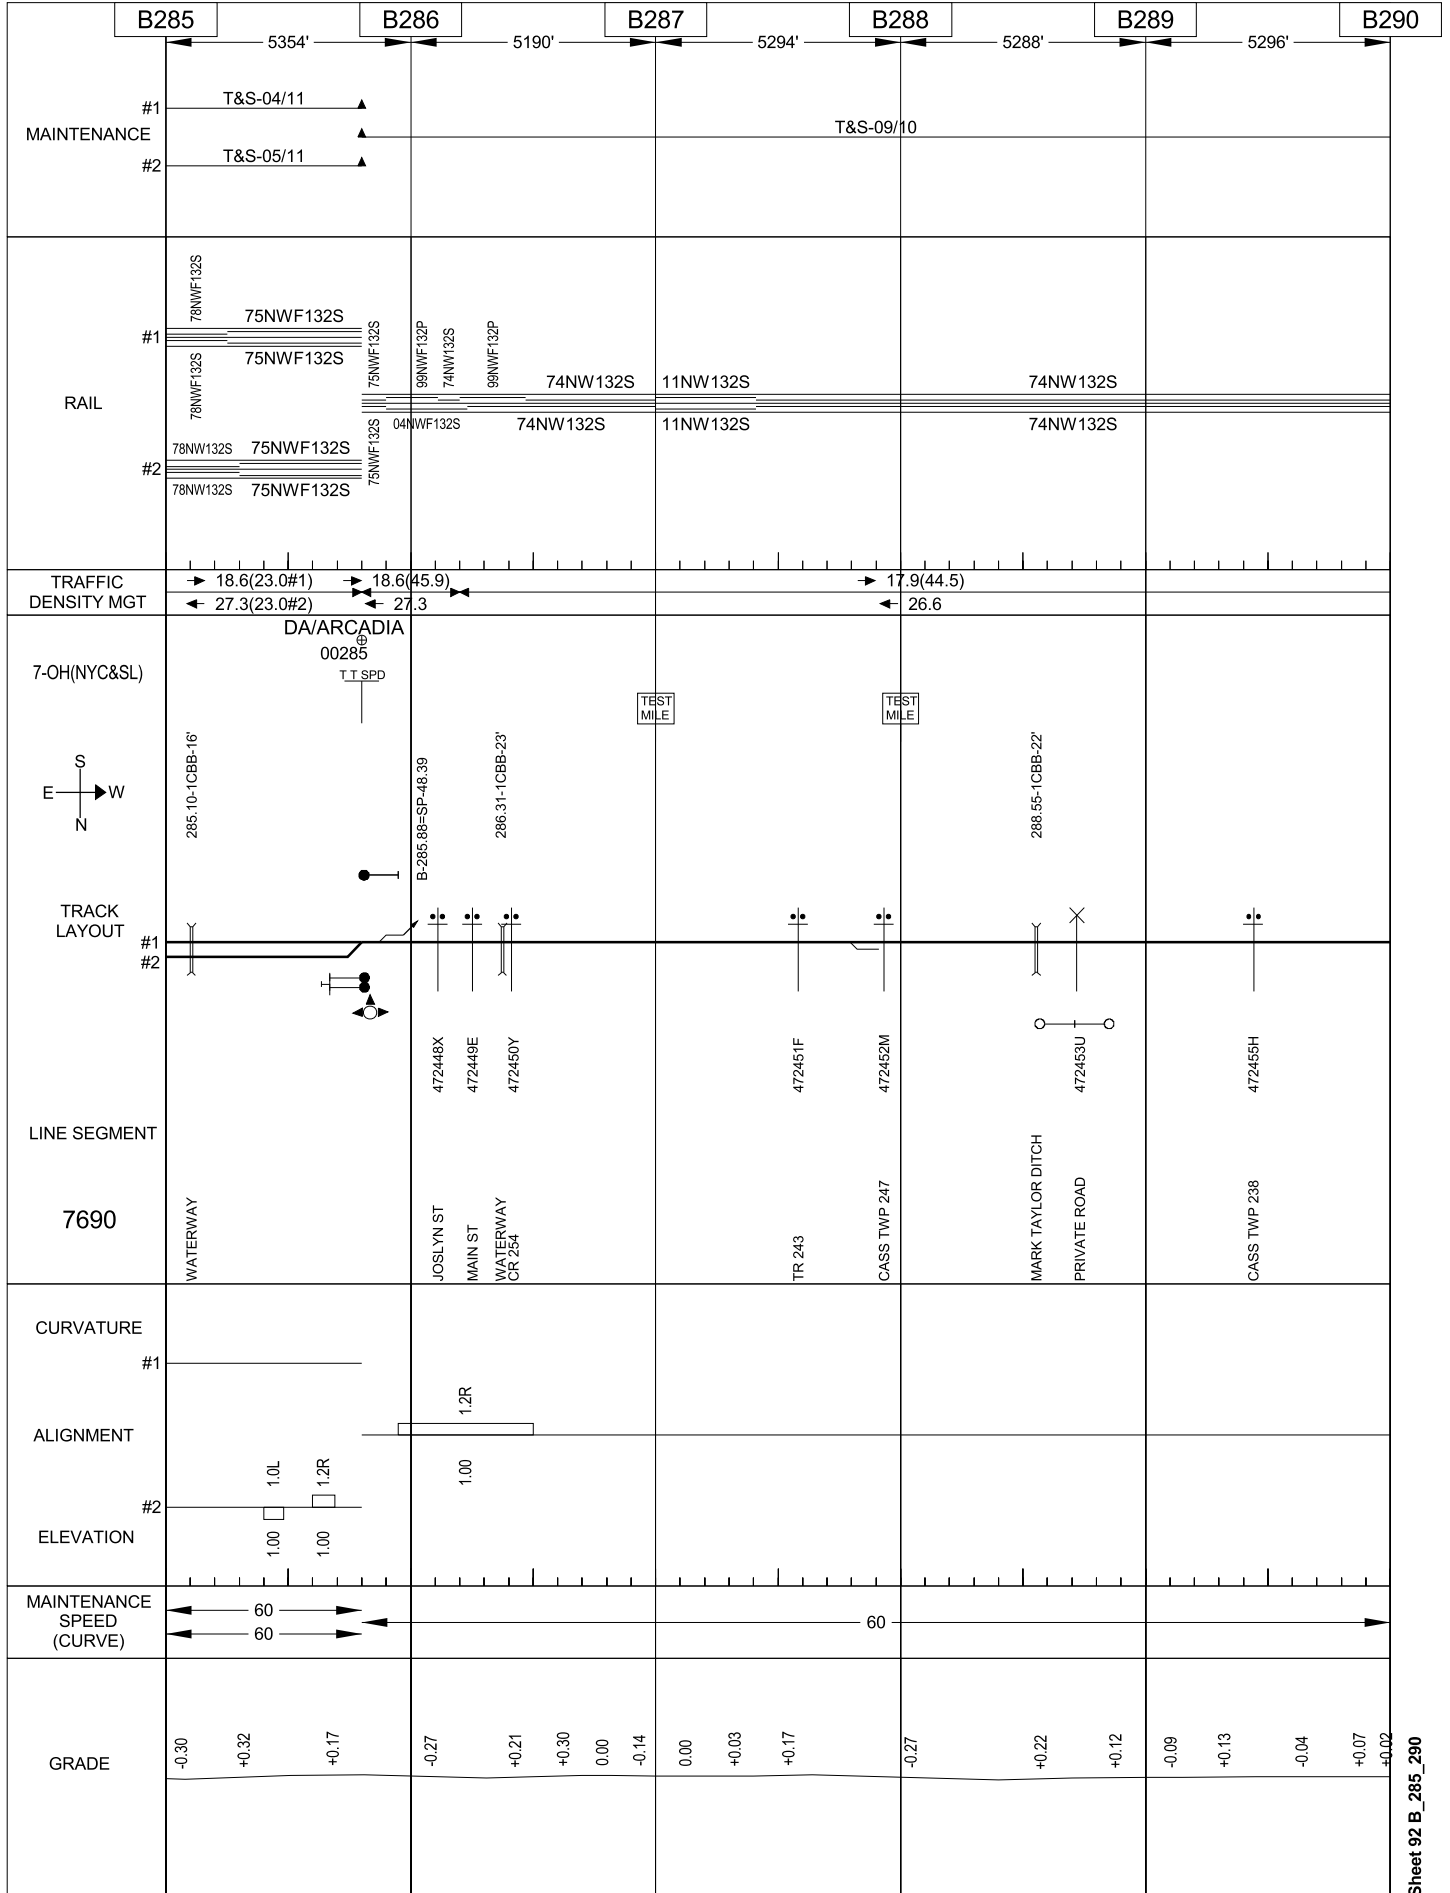 B285 B286 B287 B288 B289 B290
5354' 5190' 5294' 5288' 5296'
MAINTENANCE
#1 T&S-04/11
T&S-09/10
#2 T&S-05/11
RAIL
78NWF132S
#1 75NWF132S
75NWF132S
78NWF132S
75NWF132S
99NWF132P
74NW132S
99NWF132P
74NW132S 11NW132S 74NW132S
04NWF132S 74NW132S 11NW132S 74NW132S
75NWF132S
78NW132S 75NWF132S
#2
78NW132S 75NWF132S
TRAFFIC
DENSITY MGT
18.6(23.0#1) 18.6(45.9) 17.9(44.5)
27.3(23.0#2) 27.3 26.6
DA/ARCADIA
00285
T T SPD
7-OH(NYC&SL)
TEST
MILE
TEST
MILE
S
E W
N
285.10-1CBB-16'
B-285.88=SP-48.39
286.31-1CBB-23'
288.55-1CBB-22'
TRACK
LAYOUT
#1
#2
472448X
472449E
472450Y
472451F
472452M
472453U
472455H
LINE SEGMENT
7690
WATERWAY
JOSLYN ST
MAIN ST
WATERWAY
CR 254
TR 243
CASS TWP 247
MARK TAYLOR DITCH
PRIVATE ROAD
CASS TWP 238
CURVATURE
#1
1.2R
ALIGNMENT
1.00
1.0L 1.2R
#2
ELEVATION
1.00 1.00
MAINTENANCE
SPEED
(CURVE)
60
60
60
GRADE
-0.30 +0.32 +0.17 -0.27 +0.21 +0.30 0.00 -0.14 0.00 +0.03 +0.17 -0.27 +0.22 +0.12 -0.09 +0.13 -0.04 +0.07 +0.02
Sheet 92 B_285_290